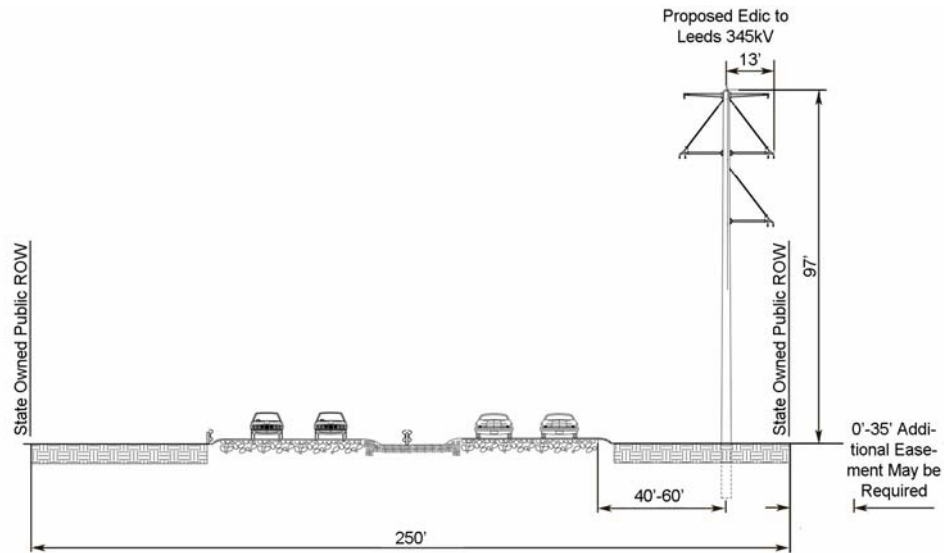 Proposed Edic to
Leeds 345kV
13'
State Owned Public ROW
State Owned Public ROW
97'
0'-35' Addi-
tional Ease-
ment May be
Required
40'-60'
250'